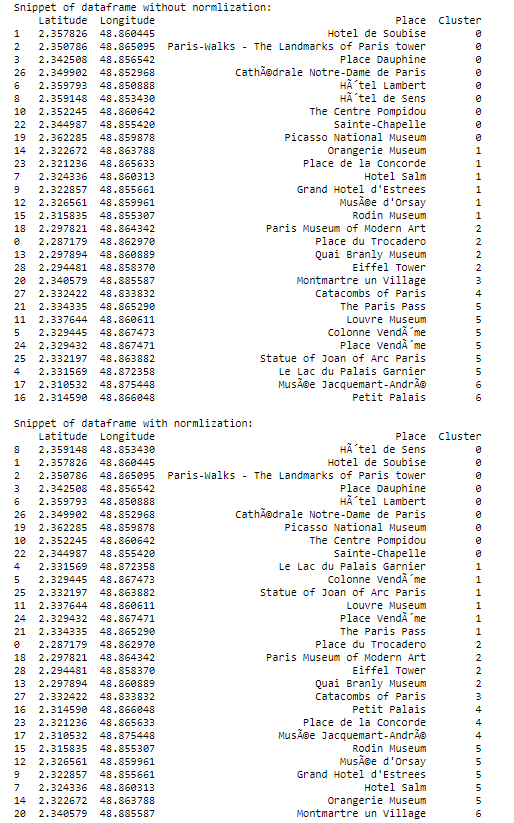 Snippet of dataframe without normlization:
Latitude Longitude Place Cluster
1 2.357826 48.860445 Hotel de Soubise 0
2 2.350786 48.865095 Paris-Walks - The Landmarks of Paris tower 0
3 2.342508 48.856542 Place Dauphine 0
26 2.349902 48.852968 CathÃ©drale Notre-Dame de Paris 0
6 2.359793 48.850888 HÃ´tel Lambert 0
8 2.359148 48.853430 HÃ´tel de Sens 0
10 2.352245 48.860642 The Centre Pompidou 0
22 2.344987 48.855420 Sainte-Chapelle 0
19 2.362285 48.859878 Picasso National Museum 0
14 2.322672 48.863788 Orangerie Museum 1
23 2.321236 48.865633 Place de la Concorde 1
7 2.324336 48.860313 Hotel Salm 1
9 2.322857 48.855661 Grand Hotel d'Estrees 1
12 2.326561 48.859961 MusÃ©e d'Orsay 1
15 2.315835 48.855307 Rodin Museum 1
18 2.297821 48.864342 Paris Museum of Modern Art 2
0 2.287179 48.862970 Place du Trocadero 2
13 2.297894 48.860889 Quai Branly Museum 2
28 2.294481 48.858370 Eiffel Tower 2
20 2.340579 48.885587 Montmartre un Village 3
27 2.332422 48.833832 Catacombs of Paris 4
21 2.334335 48.865290 The Paris Pass 5
11 2.337644 48.860611 Louvre Museum 5
5 2.329445 48.867473 Colonne VendÃ´me 5
24 2.329432 48.867471 Place VendÃ´me 5
25 2.332197 48.863882 Statue of Joan of Arc Paris 5
4 2.331569 48.872358 Le Lac du Palais Garnier 5
17 2.310532 48.875448 MusÃ©e Jacquemart-AndrÃ© 6
16 2.314590 48.866048 Petit Palais 6
Snippet of dataframe with normlization:
Latitude Longitude Place Cluster
8 2.359148 48.853430 HÃ´tel de Sens 0
1 2.357826 48.860445 Hotel de Soubise 0
2 2.350786 48.865095 Paris-Walks - The Landmarks of Paris tower 0
3 2.342508 48.856542 Place Dauphine 0
6 2.359793 48.850888 HÃ´tel Lambert 0
26 2.349902 48.852968 CathÃ©drale Notre-Dame de Paris 0
19 2.362285 48.859878 Picasso National Museum 0
10 2.352245 48.860642 The Centre Pompidou 0
22 2.344987 48.855420 Sainte-Chapelle 0
4 2.331569 48.872358 Le Lac du Palais Garnier 1
5 2.329445 48.867473 Colonne VendÃ´me 1
25 2.332197 48.863882 Statue of Joan of Arc Paris 1
11 2.337644 48.860611 Louvre Museum 1
24 2.329432 48.867471 Place VendÃ´me 1
21 2.334335 48.865290 The Paris Pass 1
0 2.287179 48.862970 Place du Trocadero 2
18 2.297821 48.864342 Paris Museum of Modern Art 2
28 2.294481 48.858370 Eiffel Tower 2
13 2.297894 48.860889 Quai Branly Museum 2
27 2.332422 48.833832 Catacombs of Paris 3
16 2.314590 48.866048 Petit Palais 4
23 2.321236 48.865633 Place de la Concorde 4
17 2.310532 48.875448 MusÃ©e Jacquemart-AndrÃ© 4
15 2.315835 48.855307 Rodin Museum 5
12 2.326561 48.859961 MusÃ©e d'Orsay 5
9 2.322857 48.855661 Grand Hotel d'Estrees 5
7 2.324336 48.860313 Hotel Salm 5
14 2.322672 48.863788 Orangerie Museum 5
20 2.340579 48.885587 Montmartre un Village 6